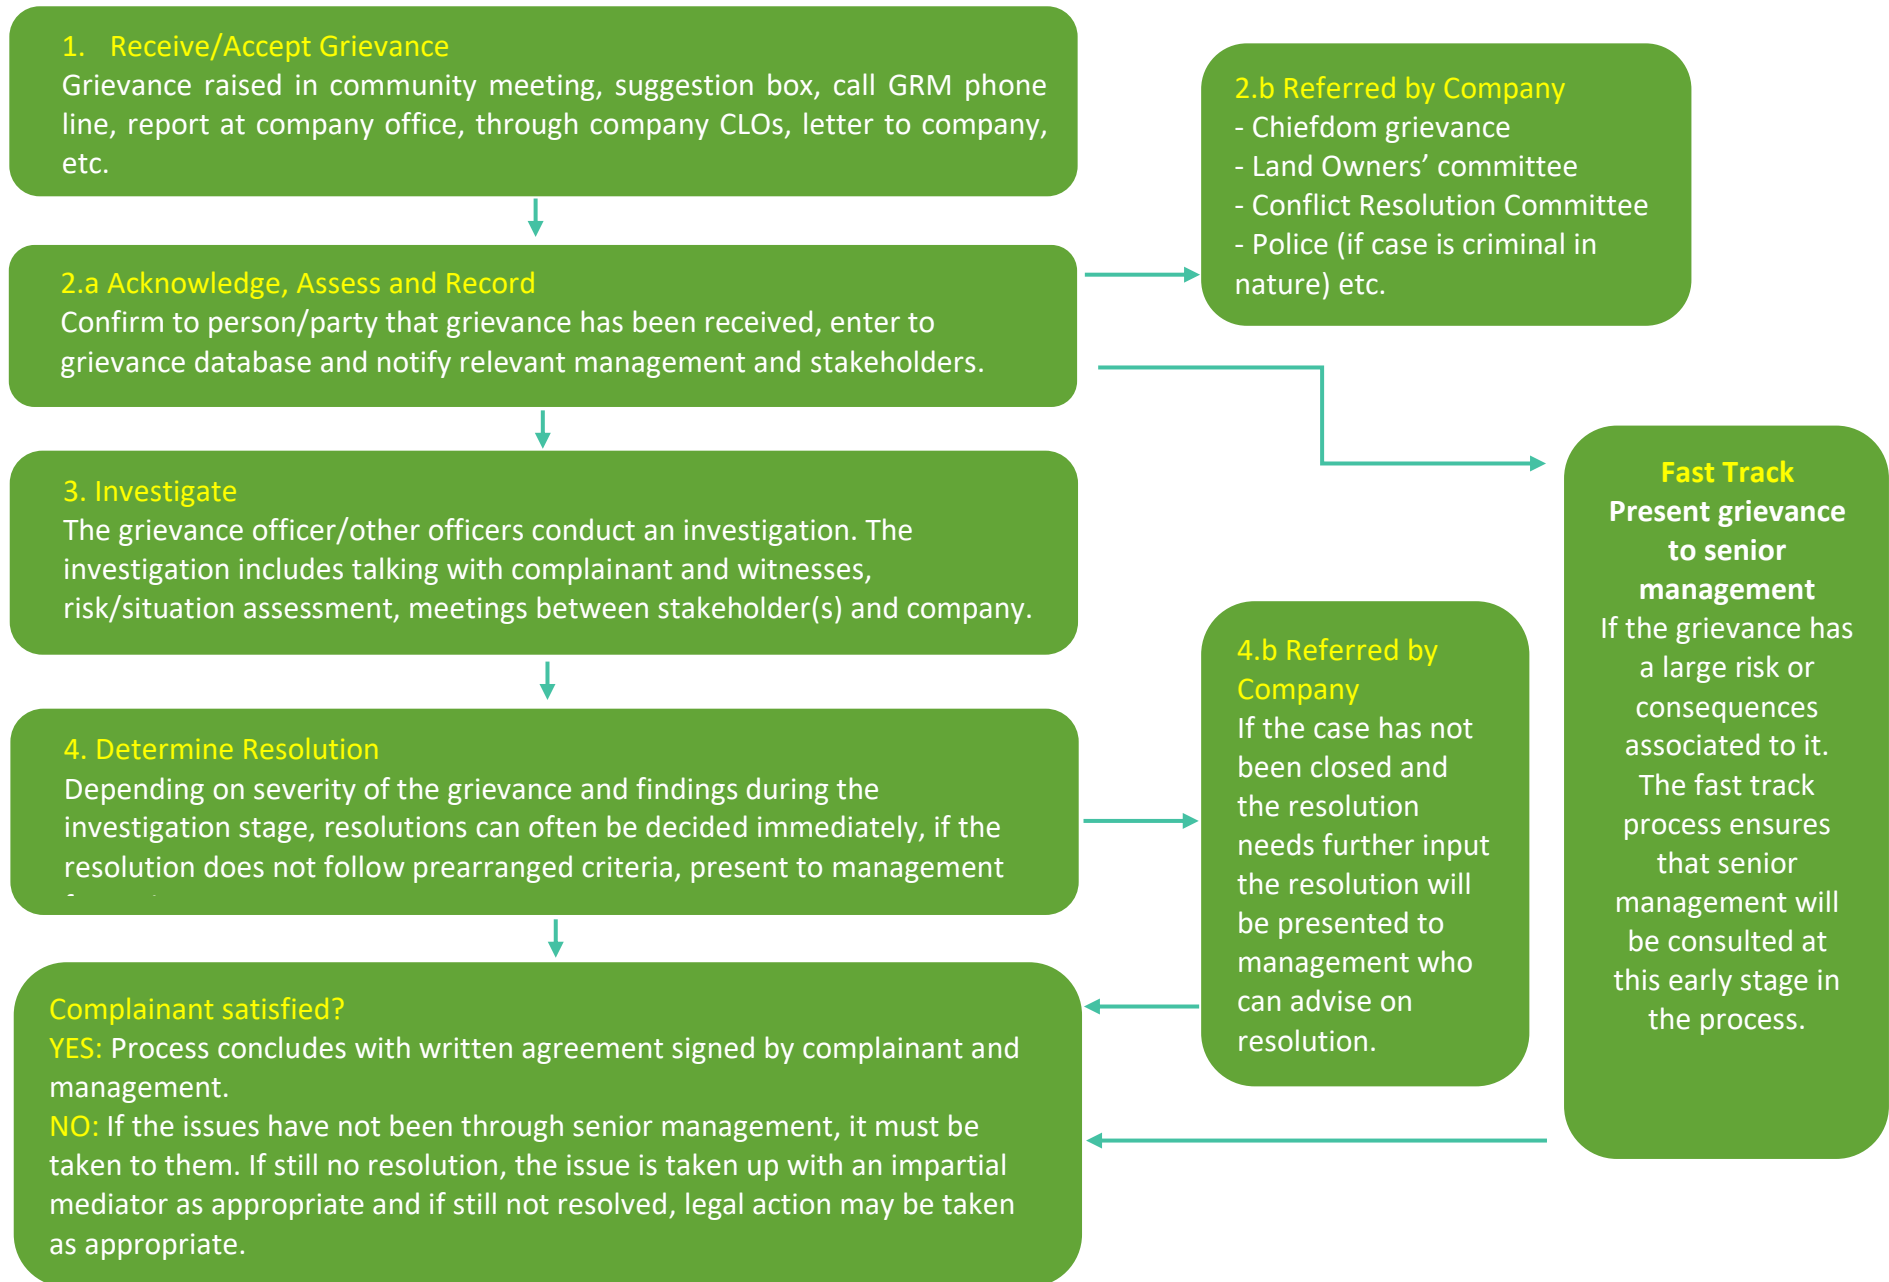 1. Receive/Accept Grievance
Grievance raised in community meeting, suggestion box, call GRM phone
line, report at company office, through company CLOs, letter to company,
etc.
2.b Referred by Company
- Chiefdom grievance
- Land Owners’ committee
- Conflict Resolution Committee
- Police (if case is criminal in
nature) etc.
2.a Acknowledge, Assess and Record
Confirm to person/party that grievance has been received, enter to
grievance database and notify relevant management and stakeholders.
3. Investigate
The grievance officer/other officers conduct an investigation. The
investigation includes talking with complainant and witnesses,
risk/situation assessment, meetings between stakeholder(s) and company.
Fast Track
Present grievance
to senior
management
If the grievance has
a large risk or
consequences
associated to it.
The fast track
process ensures
that senior
management will
be consulted at
this early stage in
the process.
4. Determine Resolution
Depending on severity of the grievance and findings during the
investigation stage, resolutions can often be decided immediately, if the
resolution does not follow prearranged criteria, present to management
4.b Referred by
Company
If the case has not
been closed and
the resolution
needs further input
the resolution will
be presented to
management who
can advise on
resolution.
Complainant satisfied?
YES: Process concludes with written agreement signed by complainant and
management.
NO: If the issues have not been through senior management, it must be
taken to them. If still no resolution, the issue is taken up with an impartial
mediator as appropriate and if still not resolved, legal action may be taken
as appropriate.